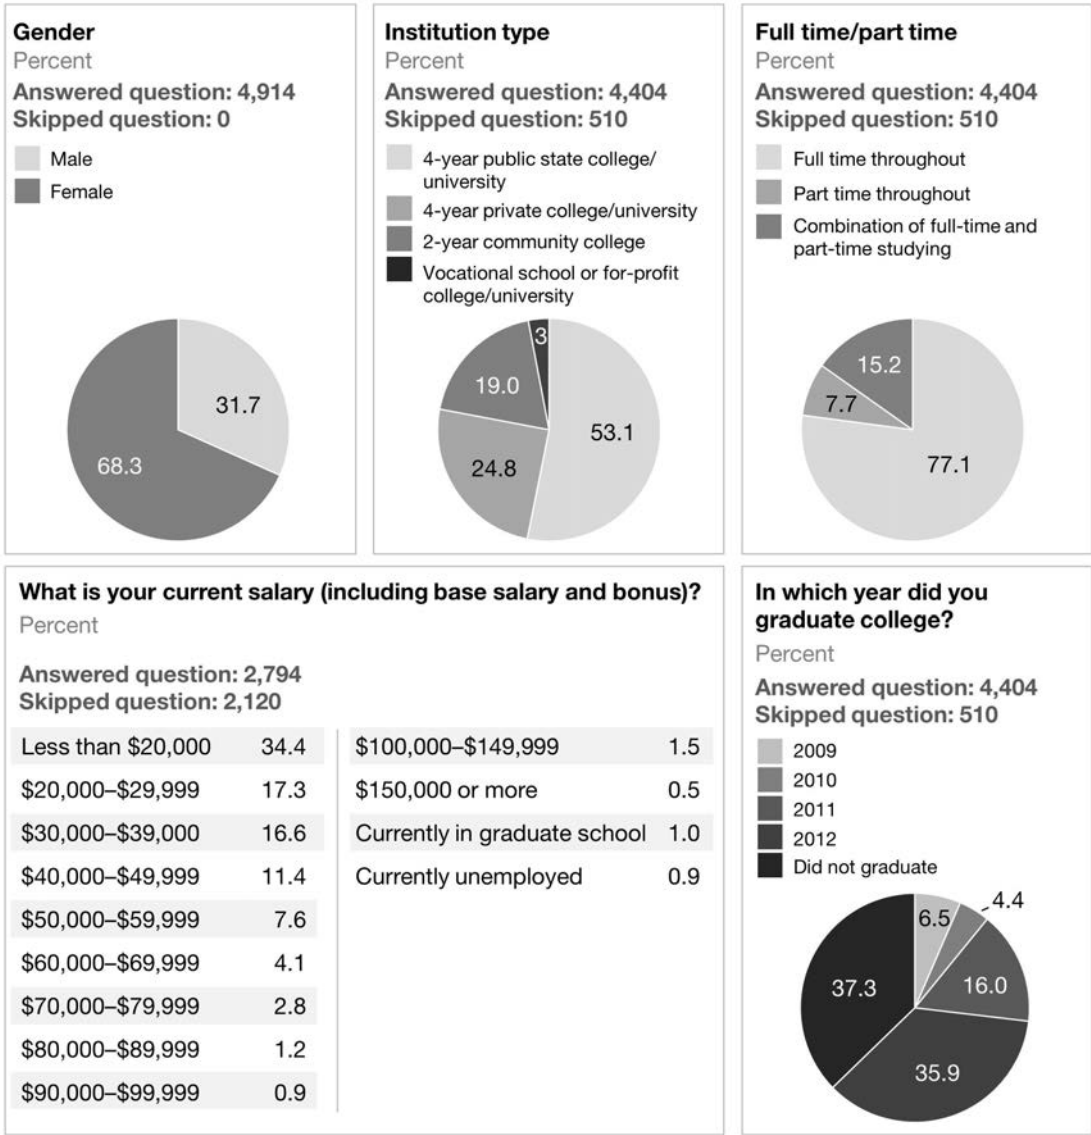 Gender
Percent
Answered question: 4,914
Skipped question: 0
Male
Female
31.7
68.3
Institution type
Percent
Answered question: 4,404
Skipped question: 510
4-year public state college/
university
4-year private college/university
2-year community college
Vocational school or for-profit
college/university
3
19.0
53.1
24.8
Full time/part time
Percent
Answered question: 4,404
Skipped question: 510
Full time throughout
Part time throughout
Combination of full-time and
part-time studying
15.2
7.7
77.1
What is your current salary (including base salary and bonus)?
Percent
Answered question: 2,794
Skipped question: 2,120
Less than $20,000 34.4
$20,000–$29,999 17.3
$30,000–$39,000 16.6
$40,000–$49,999 11.4
$50,000–$59,999 7.6
$60,000–$69,999 4.1
$70,000–$79,999 2.8
$80,000–$89,999 1.2
$90,000–$99,999 0.9
$100,000–$149,999 1.5
$150,000 or more 0.5
Currently in graduate school 1.0
Currently unemployed 0.9
In which year did you
graduate college?
Percent
Answered question: 4,404
Skipped question: 510
2009
2010
2011
2012
Did not graduate
6.5
4.4
37.3
16.0
35.9